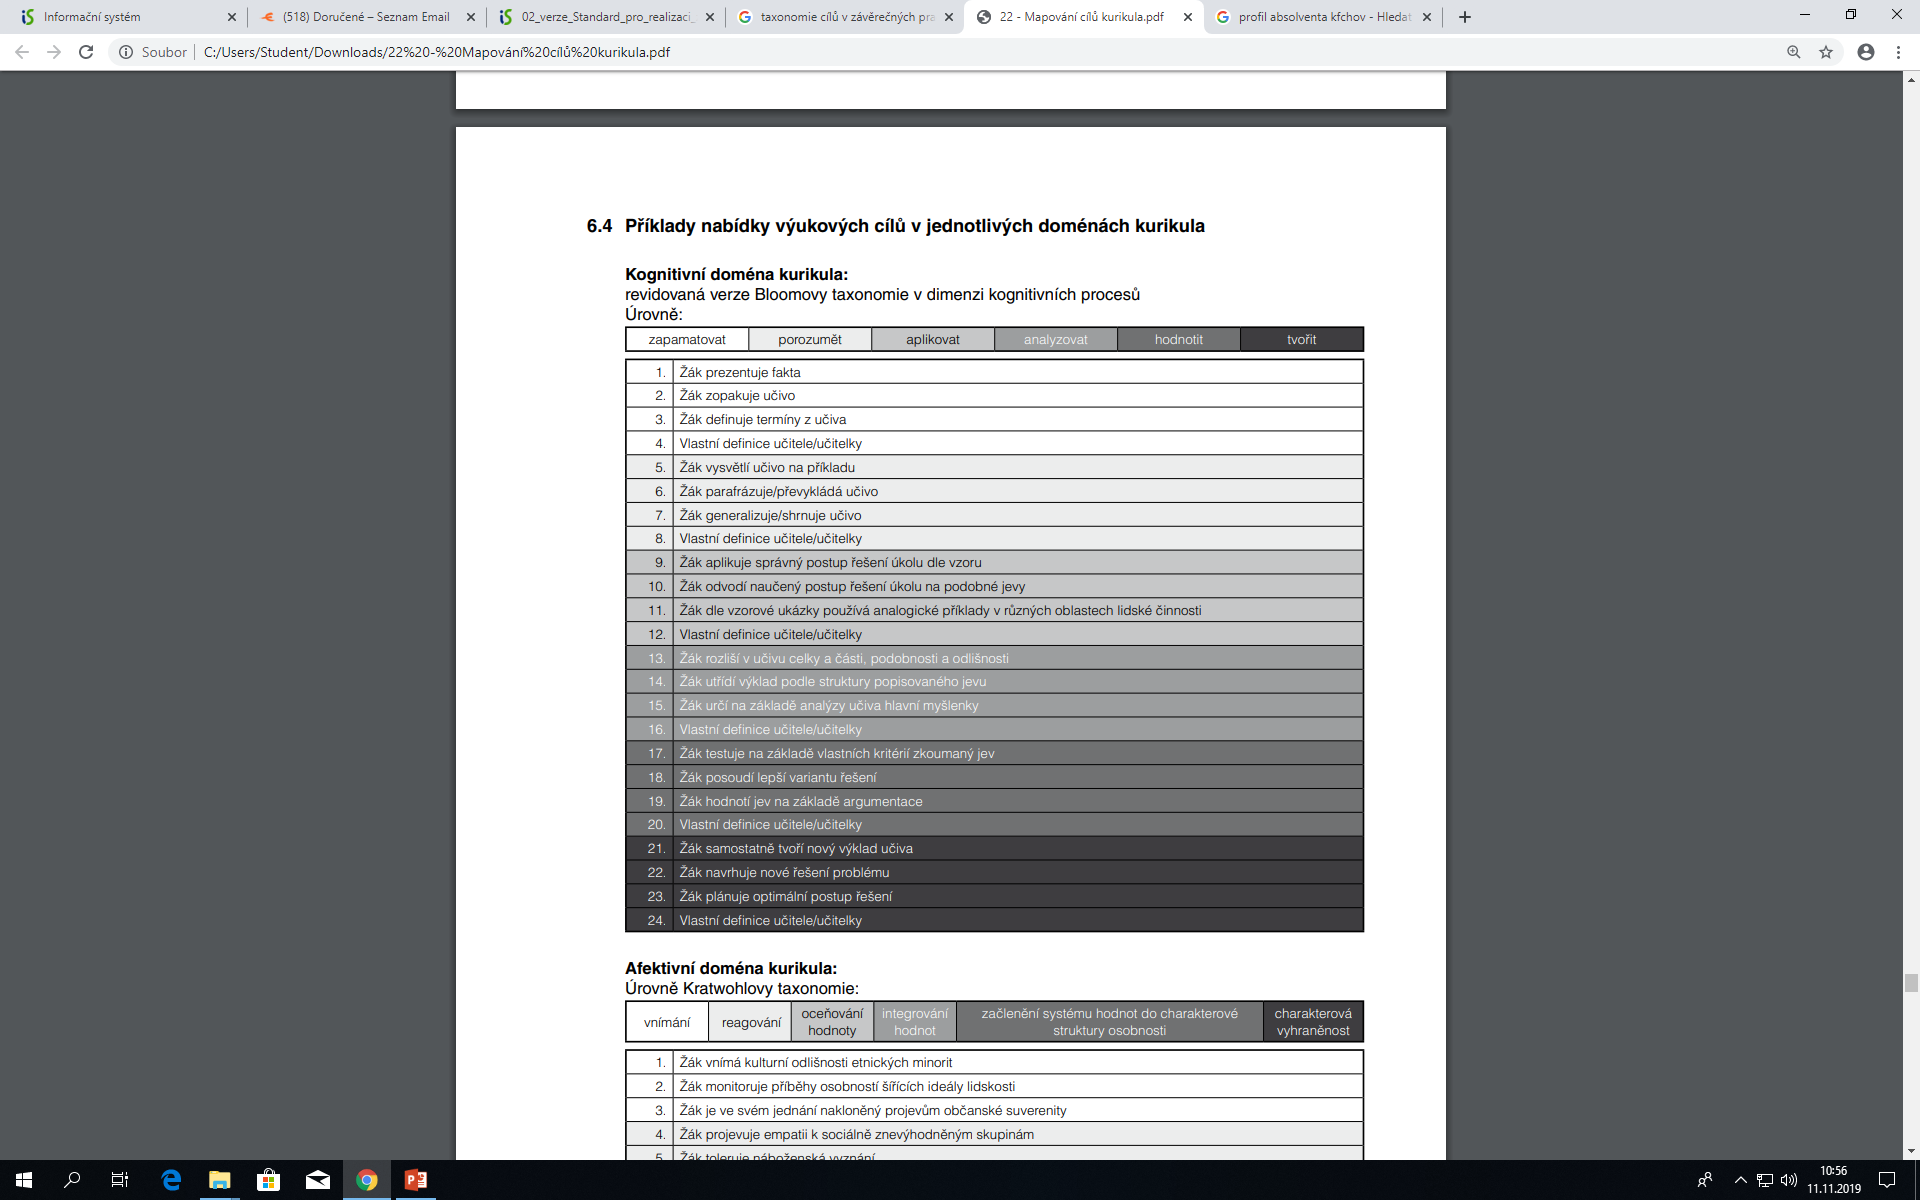 Informační systém
(518) Doručené – Seznam Email
02_verze_Standard_pro_realizaci_
taxonomie cílů v závěrečných pra
22 - Mapování cílů kurikula.pdf
profil absolventa kfchov - Hledat
Soubor
C:/Users/Student/Downloads/22%20-%20Mapování%20cílů%20kurikula.pdf
6.4 Příklady nabídky výukových cílů v jednotlivých doménách kurikula
Kognitivní doména kurikula:
revidovaná verze Bloomovy taxonomie v dimenzi kognitivních procesů
Úrovně:
zapamatovat porozumět aplikovat analyzovat hodnotit tvořit
1. Žák prezentuje fakta
2. Žák zopakuje učivo
3. Žák definuje termíny z učiva
4. Vlastní definice učitele/učitelky
5. Žák vysvětlí učivo na příkladu
6. Žák parafrázuje/převykládá učivo
7. Žák generalizuje/shrnuje učivo
8. Vlastní definice učitele/učitelky
9. Žák aplikuje správný postup řešení úkolu dle vzoru
10. Žák odvodí naučený postup řešení úkolu na podobné jevy
11. Žák dle vzorové ukázky používá analogické příklady v různých oblastech lidské činnosti
12. Vlastní definice učitele/učitelky
13. Žák rozliší v učivu celky a části, podobnosti a odlišnosti
14. Žák utřídí výklad podle struktury popisovaného jevu
15. Žák určí na základě analýzy učiva hlavní myšlenky
16. Vlastní definice učitele/učitelky
17. Žák testuje na základě vlastních kritérií zkoumaný jev
18. Žák posoudí lepší variantu řešení
19. Žák hodnotí jev na základě argumentace
20. Vlastní definice učitele/učitelky
21. Žák samostatně tvoří nový výklad učiva
22. Žák navrhuje nové řešení problému
23. Žák plánuje optimální postup řešení
24. Vlastní definice učitele/učitelky
Afektivní doména kurikula:
Úrovně Kratwohlovy taxonomie:
vnímání reagování oceňování hodnoty integrování hodnot začlenění systému hodnot do charakterové struktury osobnosti charakterová vyhraněnost
1. Žák vnímá kulturní odlišnosti etnických minorit
2. Žák monitoruje příběhy osobností šířících ideály lidskosti
3. Žák je ve svém jednání nakloněný projevům občanské suverenity
4. Žák projevuje empatii k sociálně znevýhodněným skupinám
5. Žák toleruje náboženská vyznání
10:56
11.11.2019